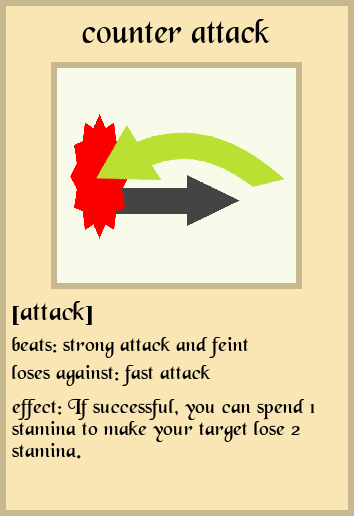 counter attack
[attack]
beats: strong attack and feint
loses against: fast attack
effect: If successful, you can spend 1
stamina to make your target lose 2
stamina.